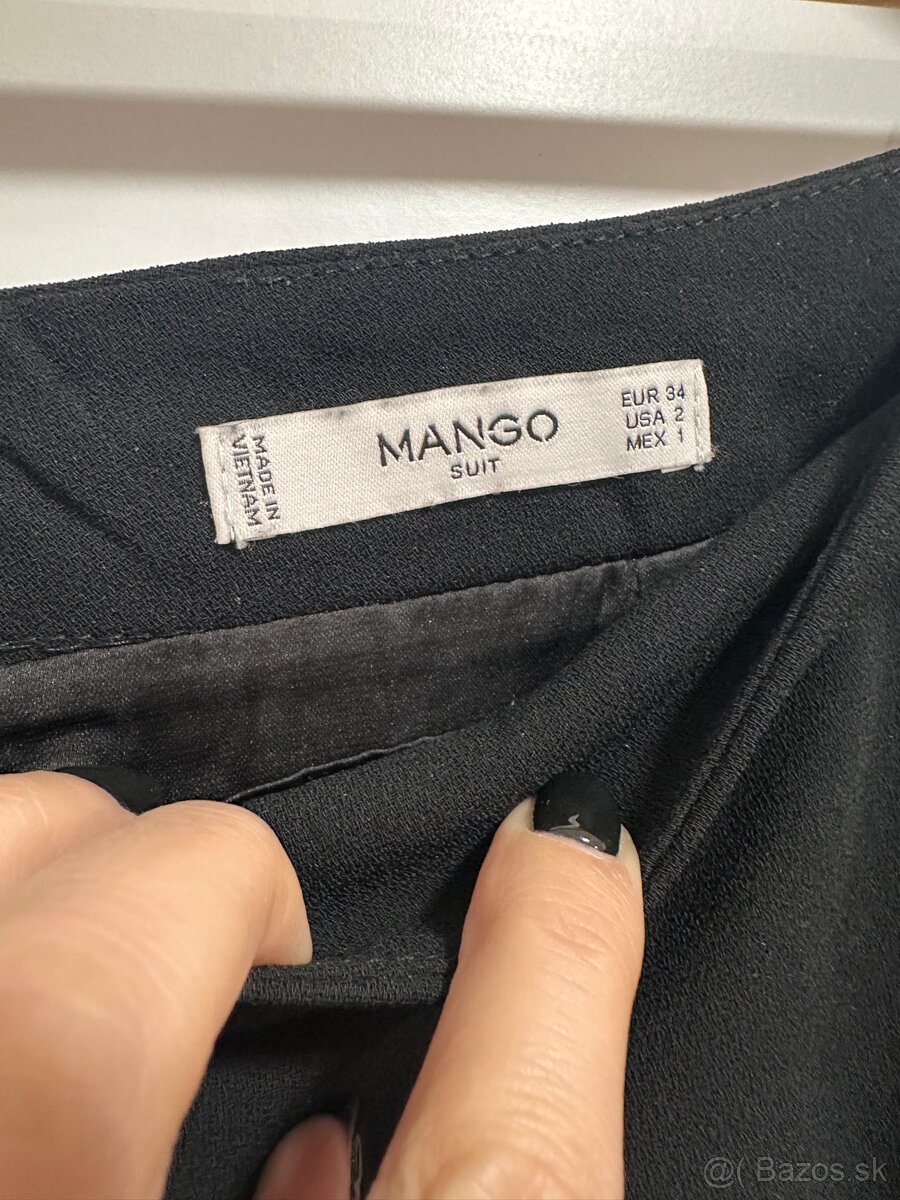 MADE IN
VIETNAM
MANGO
SUIT
EUR 34
USA 2
MEX 1
@( Bazos.sk